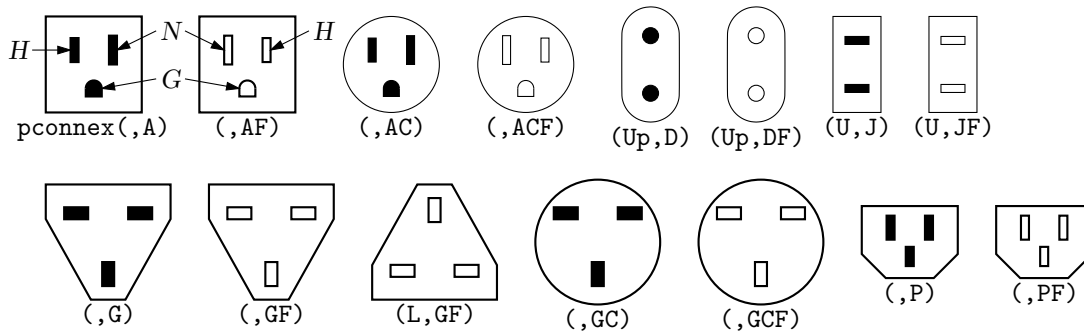 H N H
G
pconnex(,A) (,AF) (,AC) (,ACF) (Up,D) (Up,DF) (U,J) (U,JF)
(,G) (,GF) (L,GF) (,GC) (,GCF) (,P) (,PF)